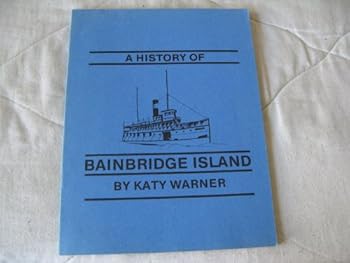 A HISTORY OF
BAINBRIDGE ISLAND
BY KATY WARNER